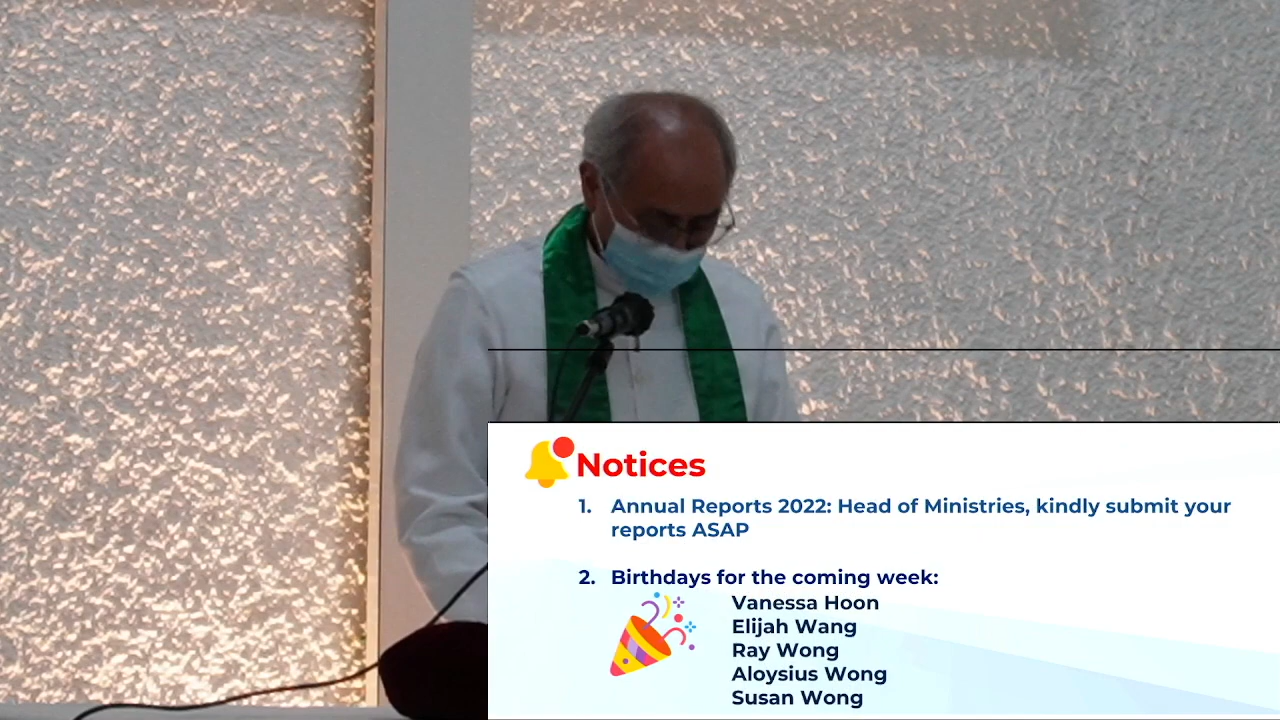 Notices
1. Annual Reports 2022: Head of Ministries, kindly submit your
reports ASAP
2. Birthdays for the coming week:
Vanessa Hoon
Elijah Wang
Ray Wong
Aloysius Wong
Susan Wong